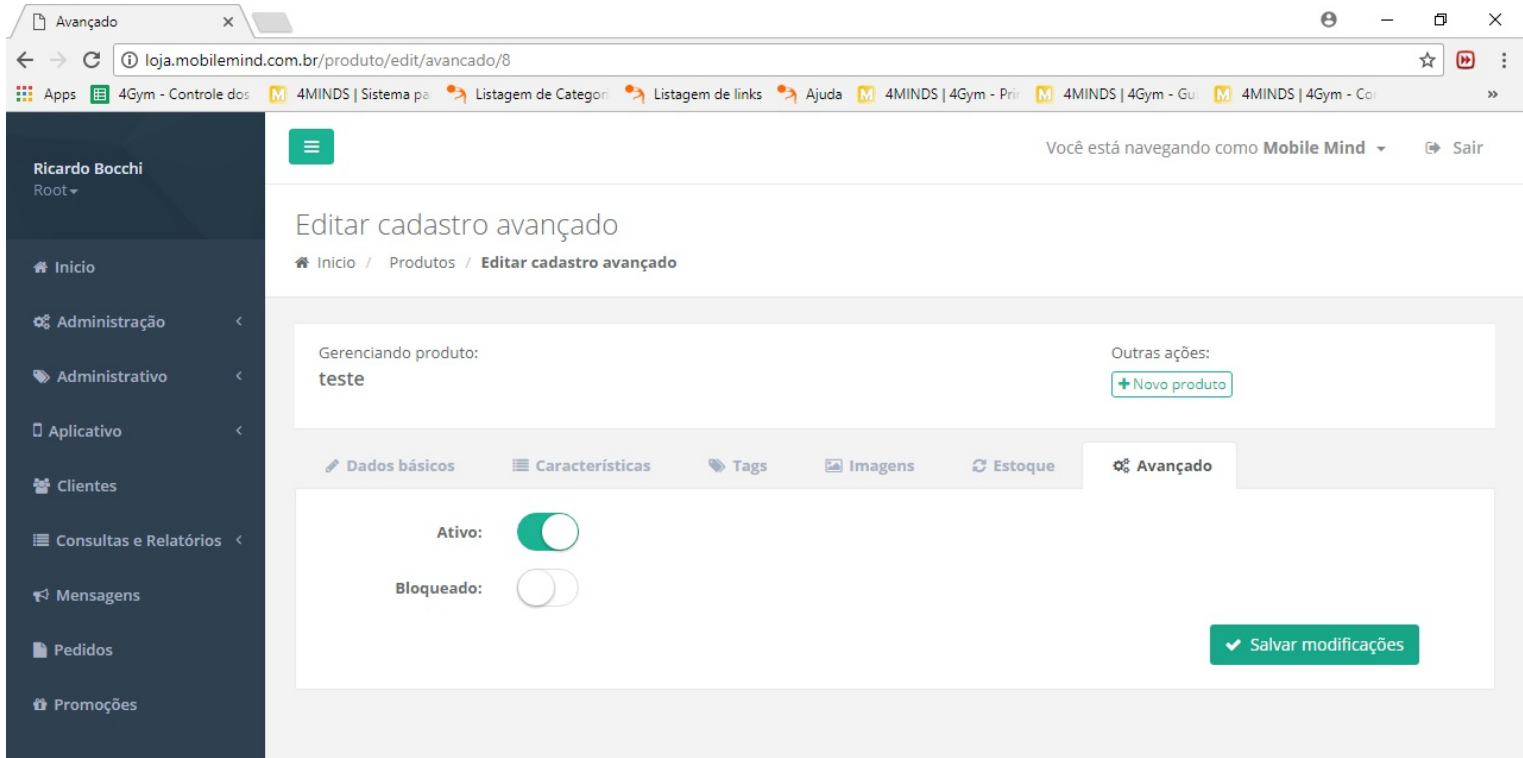 Avançado
loja.mobilemind.com.br/produto/edit/avancado/8
Apps 4Gym - Controle dos 4MINDS | Sistema pa Listagem de Categori Listagem de links Ajuda 4MINDS | 4Gym - Prin 4MINDS | 4Gym - Gui 4MINDS | 4Gym - Con »
Ricardo Bocchi
Root
Você está navegando como Mobile Mind Sair
Editar cadastro avançado
Inicio / Produtos / Editar cadastro avançado
Inicio
Administração
Administrativo
Aplicativo
Clientes
Consultas e Relatórios
Mensagens
Pedidos
Promoções
Gerenciando produto:
teste
Outras ações:
Novo produto
Dados básicos Características Tags Imagens Estoque Avançado
Ativo:
Bloqueado:
Salvar modificações